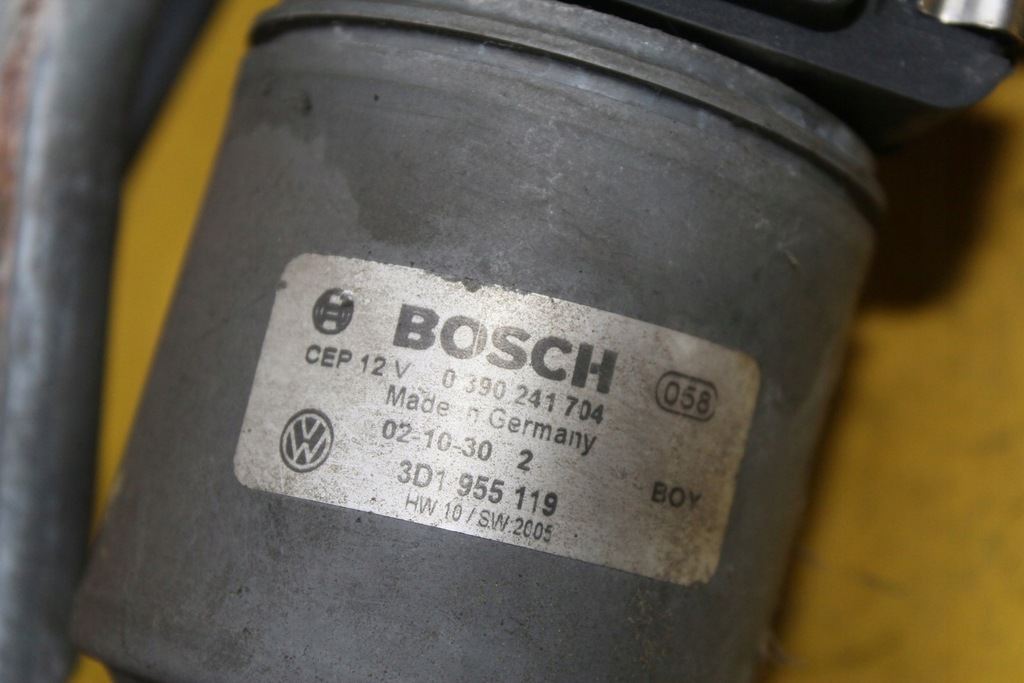 BOSCH
CEP 12 V 0 390 241 704
058
Made in Germany
02-10-30 2
3D1 955 119
BOY
HW 10 / SW:2005